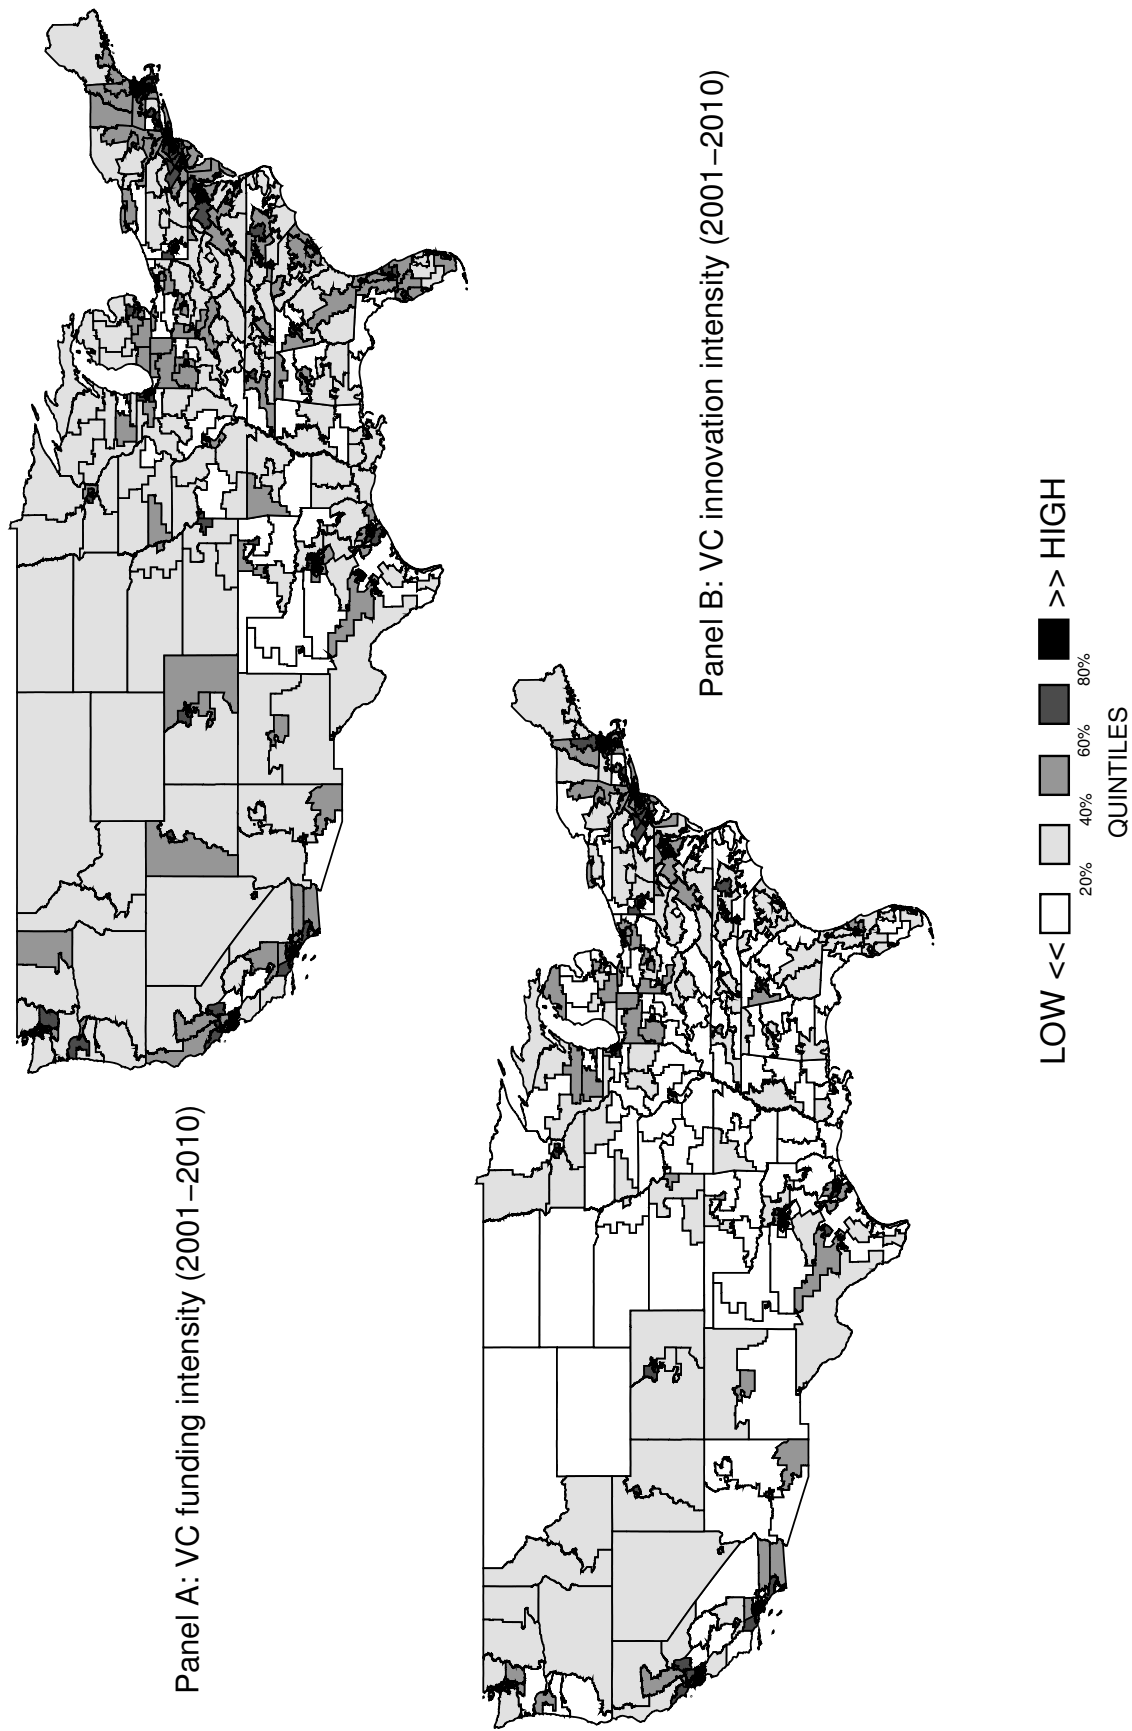 Panel A: VC funding intensity (2001−2010)
Panel B: VC innovation intensity (2001−2010)
LOW << >> HIGH
20% 40% 60% 80%
QUINTILES